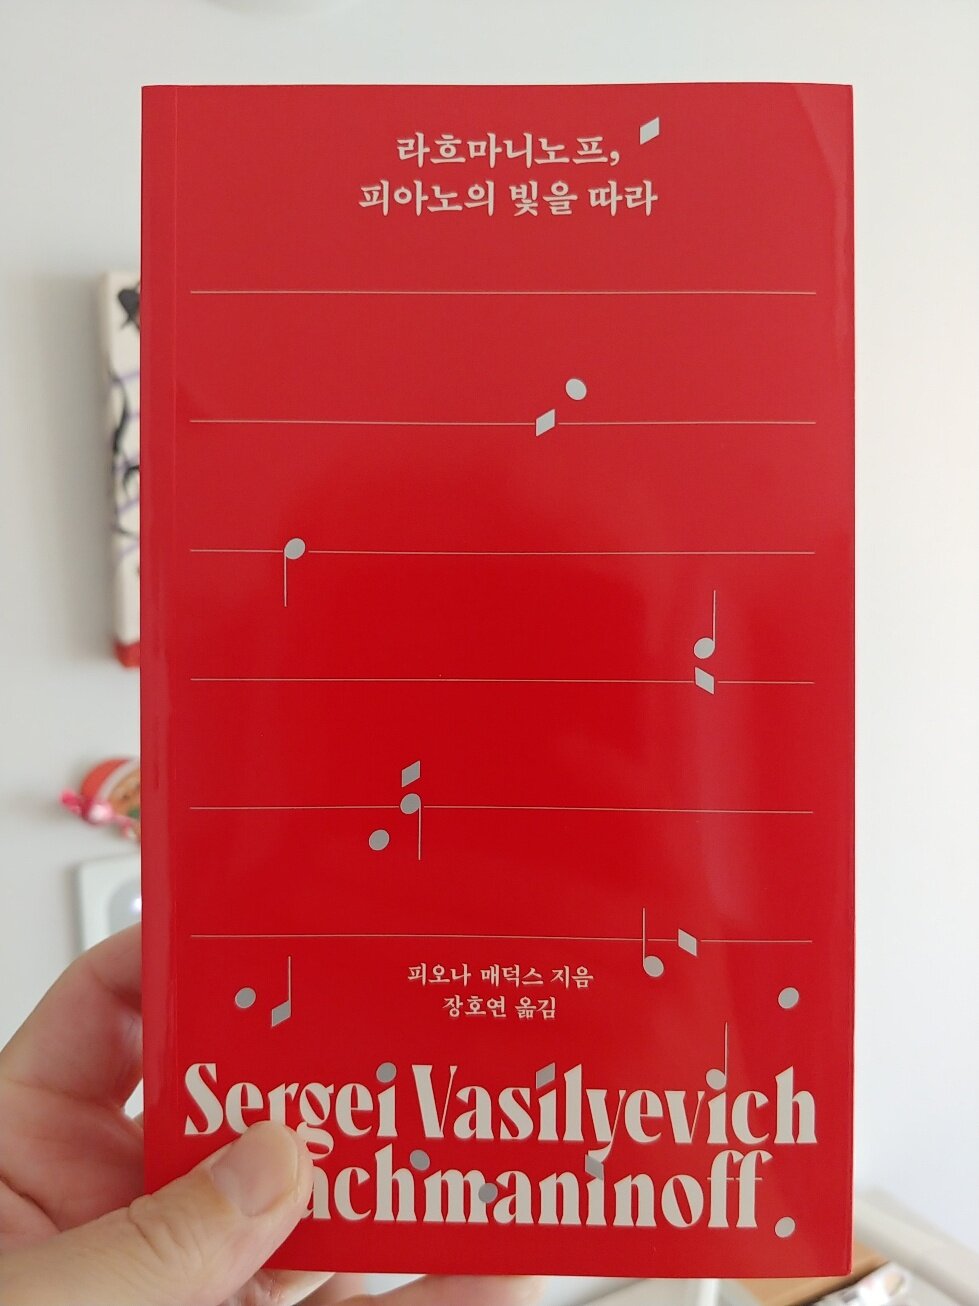 라흐마니노프,
피아노의 빛을 따라
피오나 매덕스 지음
장호연 옮김
Sergei Vasilyevich
achmaninoff